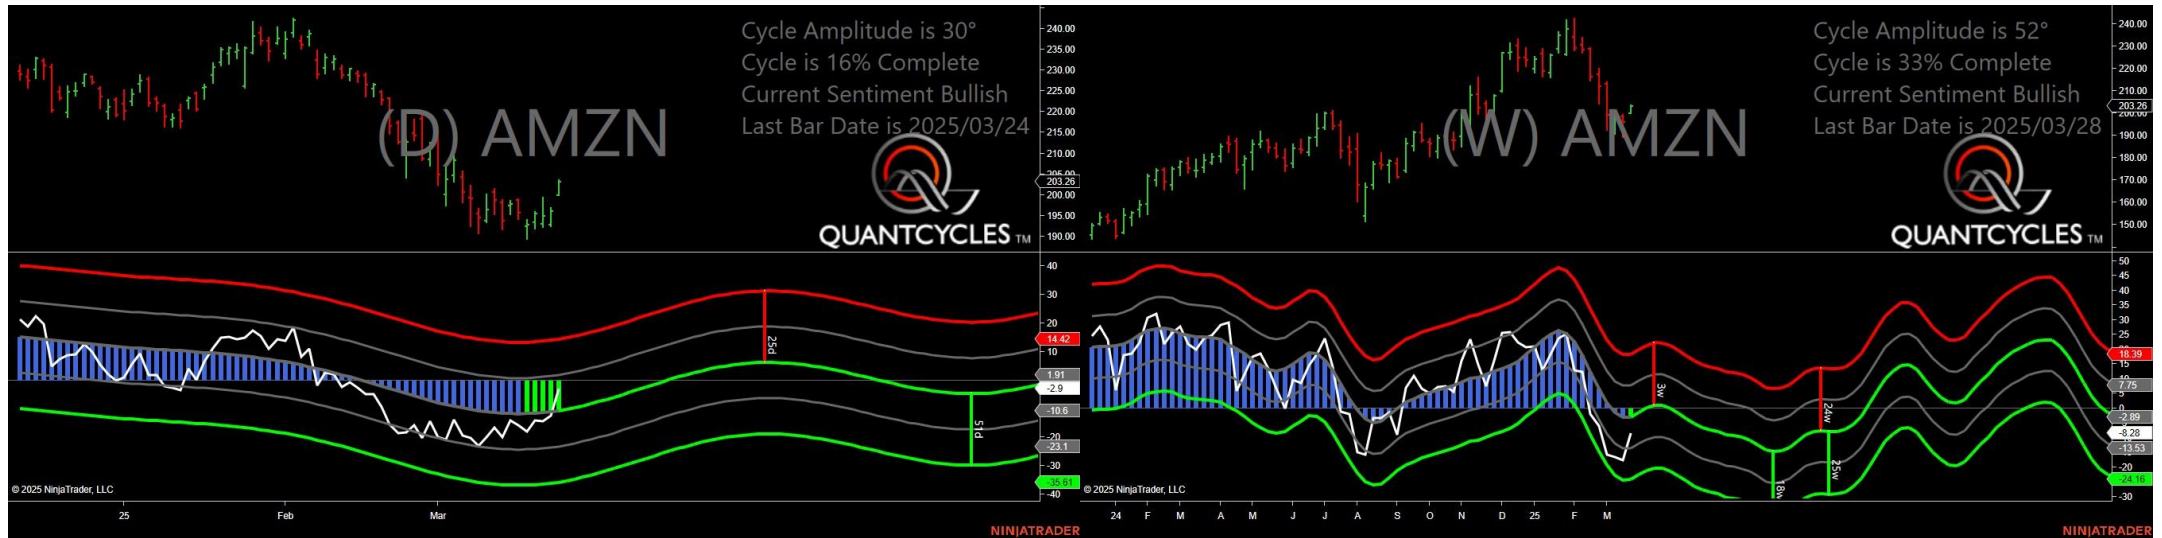 Cycle Amplitude is 30°
Cycle is 16% Complete
Current Sentiment Bullish
Last Bar Date is 2025/03/24
(D) AMZN
QUANTCYCLES TM
240.00
235.00
230.00
225.00
220.00
215.00
210.00
205.00
203.26
200.00
195.00
190.00
40
30
20
14.42
10
1.91
-2.9
-10.6
-20
-23.1
-30
-35.61
-40
25d
51d
© 2025 NinjaTrader, LLC
25 Feb Mar
NINJATRADER
Cycle Amplitude is 52°
Cycle is 33% Complete
Current Sentiment Bullish
Last Bar Date is 2025/03/28
(W) AMZN
QUANTCYCLES TM
240.00
230.00
220.00
210.00
203.26
200.00
190.00
180.00
170.00
160.00
150.00
50
45
40
35
30
25
20
18.39
15
7.75
0
-2.89
-8.28
-13.53
-20
-24.16
-30
3w
24w
18w
25w
© 2025 NinjaTrader, LLC
24 F M A M J J A S O N D 25 F M
NINJATRADER